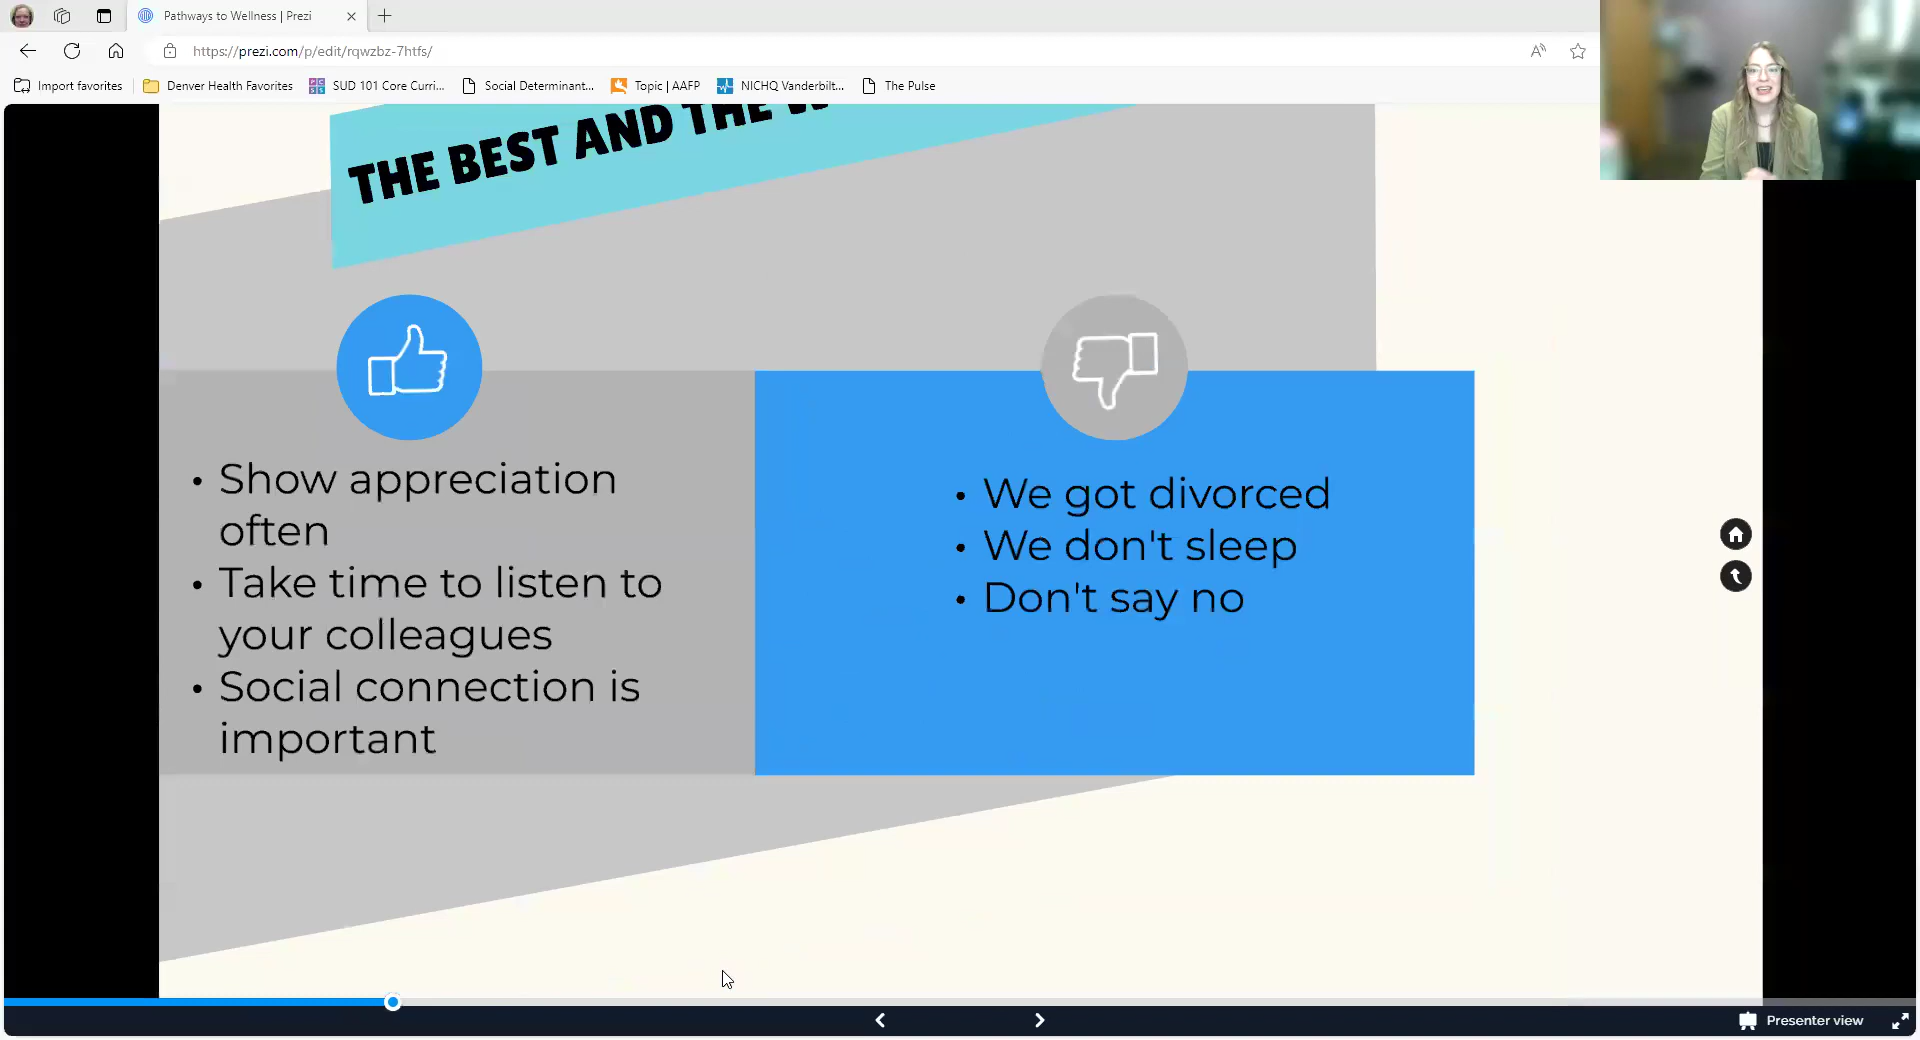 Pathways to Wellness | Prezi
https://prezi.com/p/edit/rqwzbz-7htfs/
Import favorites
Denver Health Favorites
SUD 101 Core Curri...
Social Determinant...
Topic | AAFP
NICHQ Vanderbilt...
The Pulse
THE BEST AND THE
• Show appreciation
often
• Take time to listen to
your colleagues
• Social connection is
important
• We got divorced
• We don't sleep
• Don't say no
Presenter view